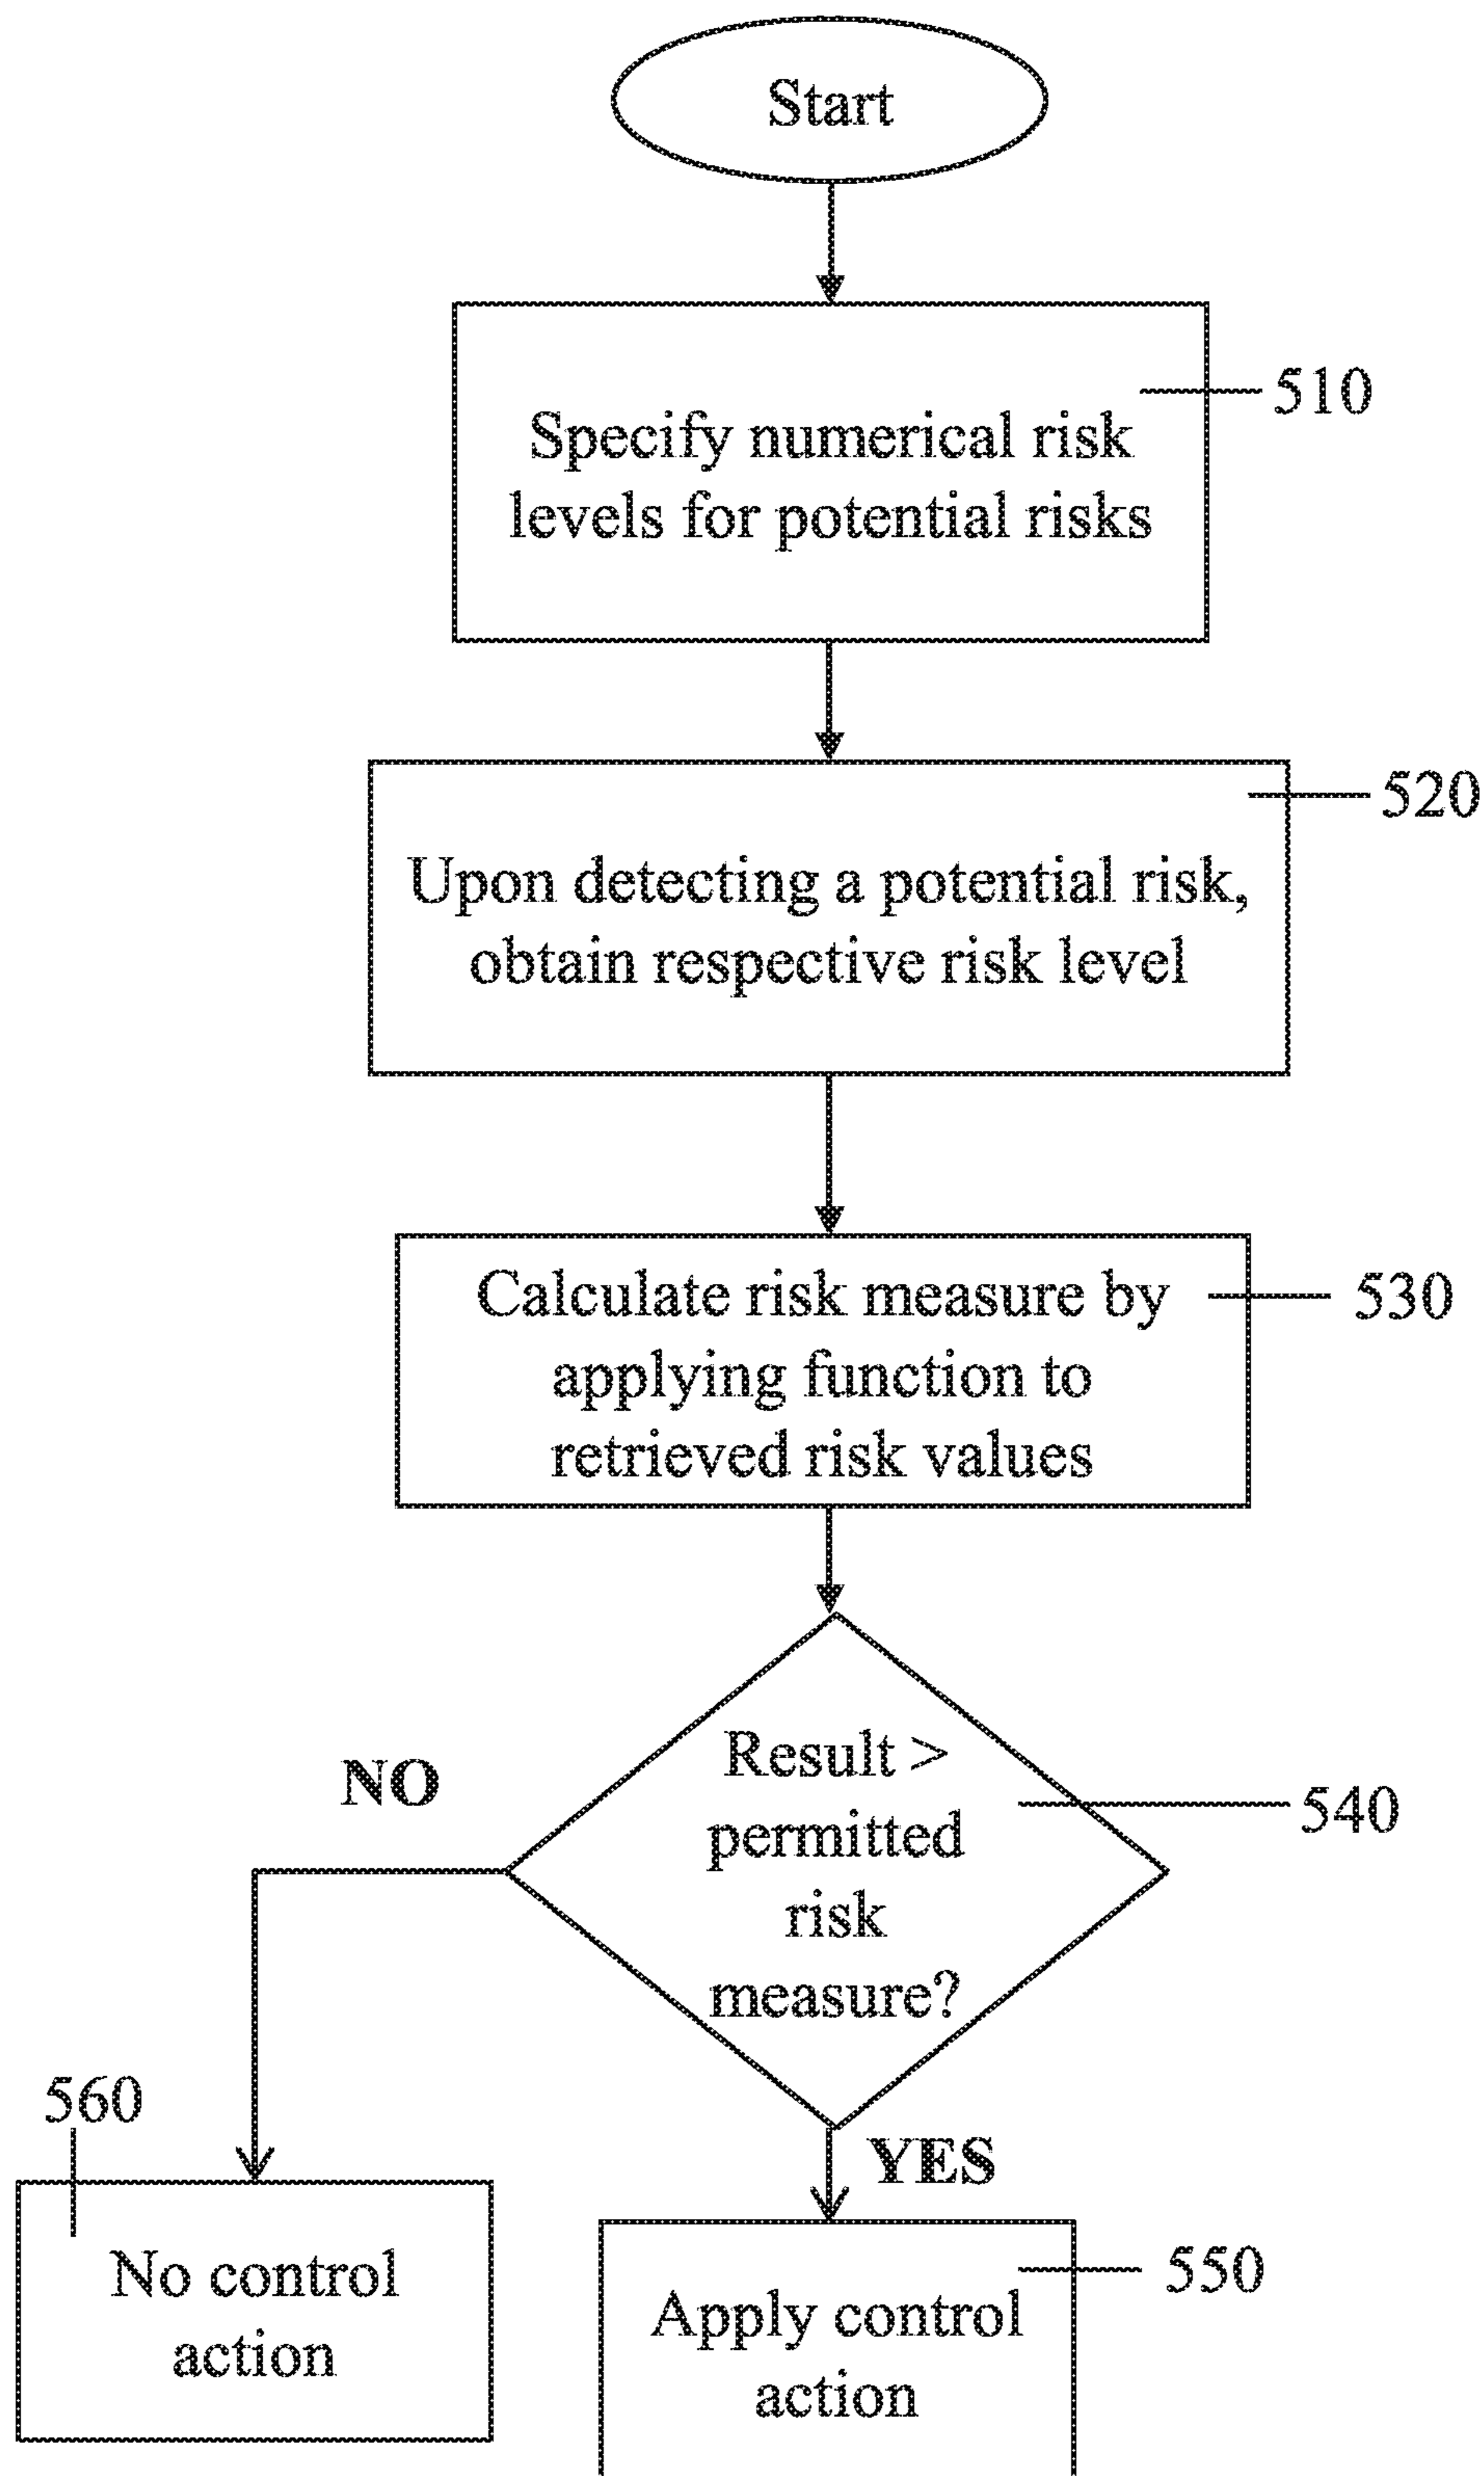 Start
510
Specify numerical risk
levels for potential risks
520
Upon detecting a potential risk,
obtain respective risk level
530
Calculate risk measure by
applying function to
retrieved risk values
NO
Result >
permitted
risk
measure?
540
YES
560
No control
action
550
Apply control
action